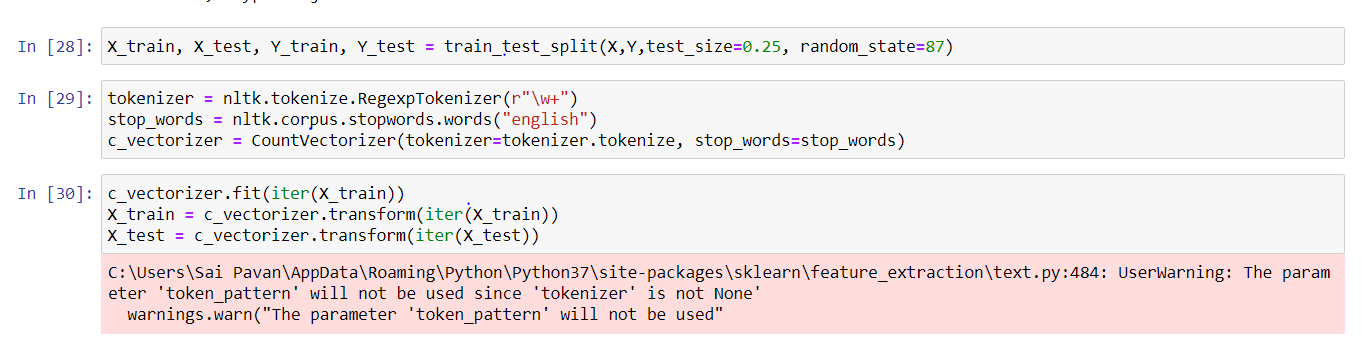 In [28]: X_train, X_test, Y_train, Y_test = train_test_split(X,Y,test_size=0.25, random_state=87)
In [29]: tokenizer = nltk.tokenize.RegexpTokenizer(r"\w+")
stop_words = nltk.corpus.stopwords.words("english")
c_vectorizer = CountVectorizer(tokenizer=tokenizer.tokenize, stop_words=stop_words)
In [30]: c_vectorizer.fit(iter(X_train))
X_train = c_vectorizer.transform(iter(X_train))
X_test = c_vectorizer.transform(iter(X_test))
C:\Users\Sai Pavan\AppData\Roaming\Python\Python37\site-packages\sklearn\feature_extraction\text.py:484: UserWarning: The param
eter 'token_pattern' will not be used since 'tokenizer' is not None'
warnings.warn("The parameter 'token_pattern' will not be used"